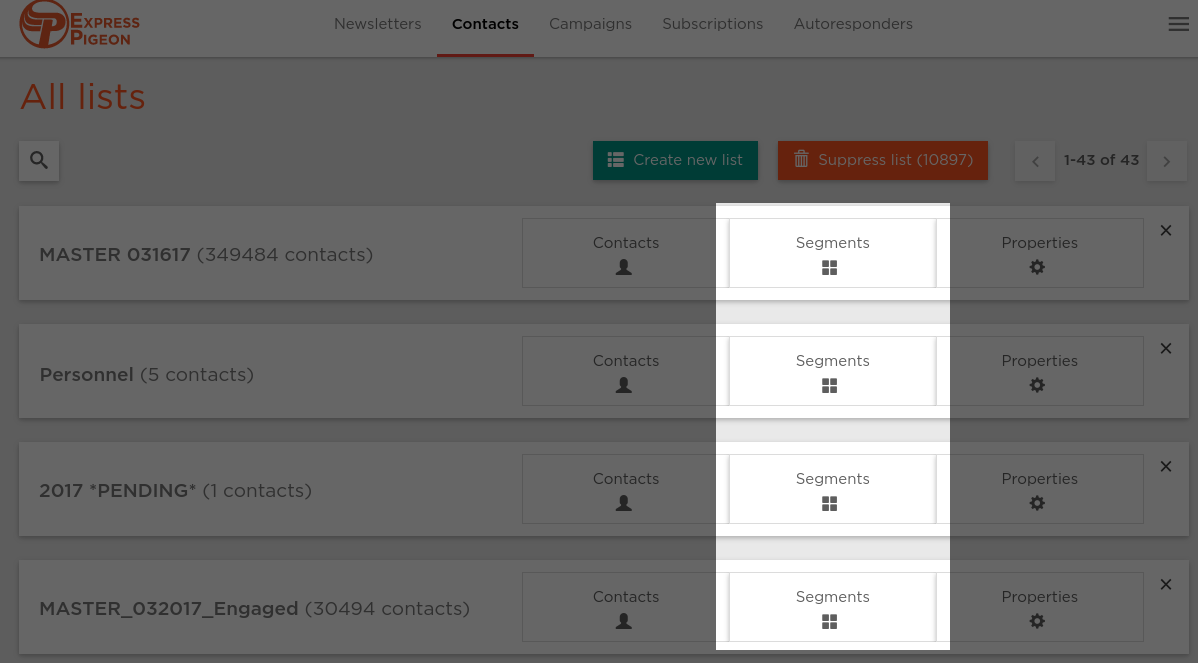 EXPRESS
PIGEON
Newsletters Contacts Campaigns Subscriptions Autoresponders
All lists
Create new list Suppress list (10897) 1-43 of 43
MASTER 031617 (349484 contacts) Contacts Segments Properties
Personnel (5 contacts) Contacts Segments Properties
2017 *PENDING* (1 contacts) Contacts Segments Properties
MASTER_032017_Engaged (30494 contacts) Contacts Segments Properties